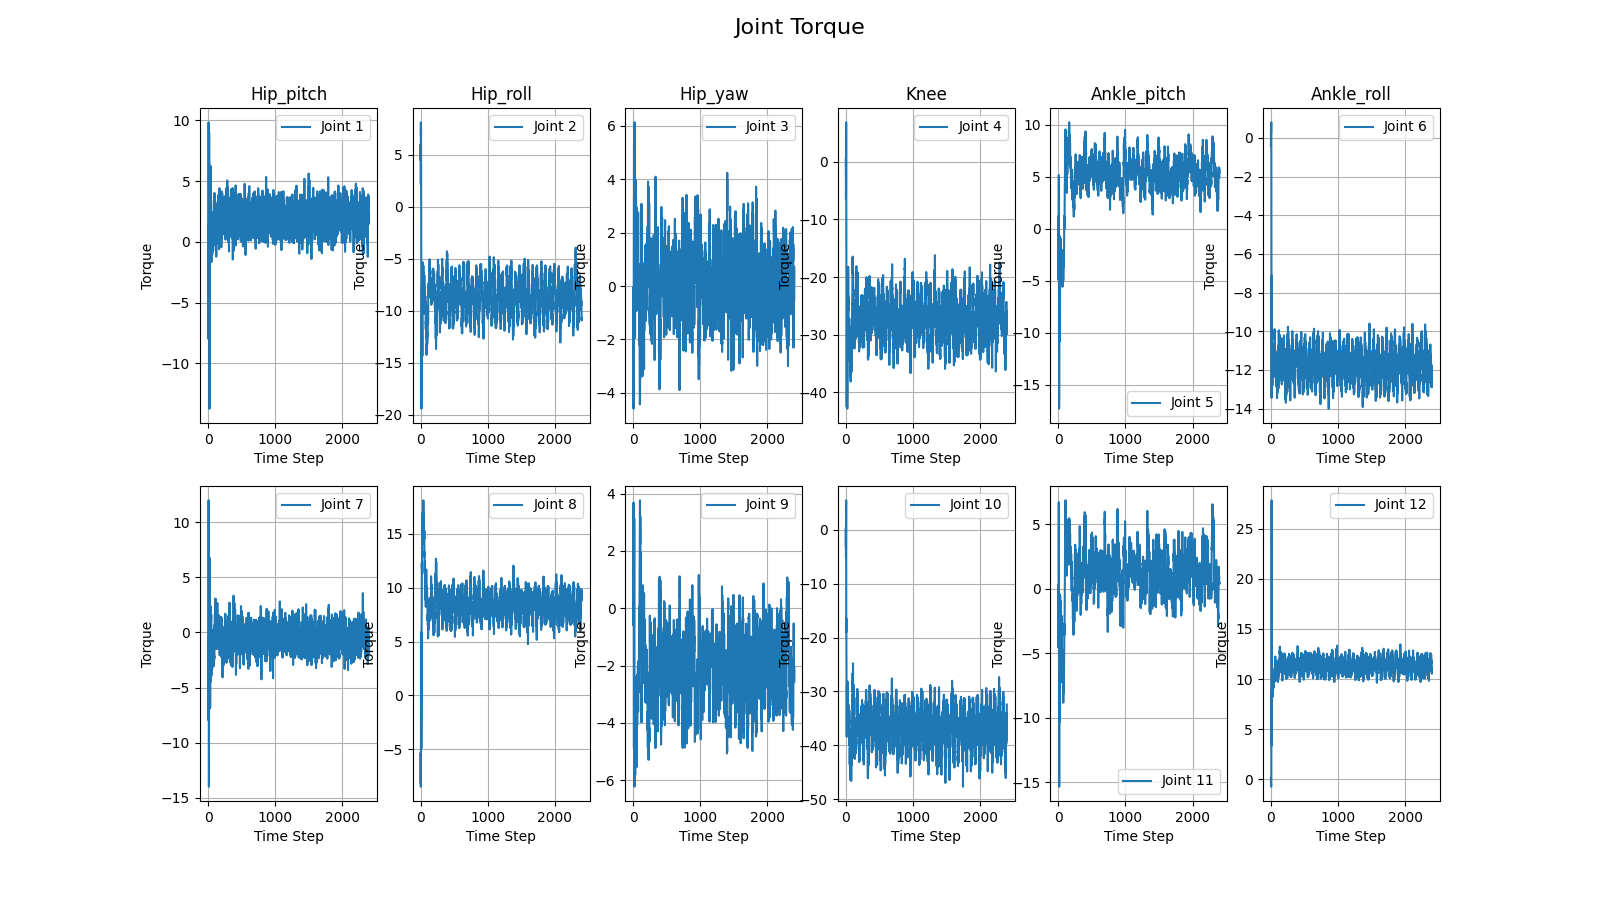 Joint Torque
Hip_pitch
Torque
10
5
0
−5
−10
Joint 1
0 1000 2000
Time Step
Hip_roll
Torque
5
0
−5
−10
−15
−20
Joint 2
0 1000 2000
Time Step
Hip_yaw
Torque
6
4
2
0
−2
−4
Joint 3
0 1000 2000
Time Step
Knee
Torque
0
−10
−20
−30
−40
Joint 4
0 1000 2000
Time Step
Ankle_pitch
Torque
10
5
0
−5
−10
−15
Joint 5
0 1000 2000
Time Step
Ankle_roll
Torque
0
−2
−4
−6
−8
−10
−12
−14
Joint 6
0 1000 2000
Time Step
Torque
10
5
0
−5
−10
−15
Joint 7
0 1000 2000
Time Step
Torque
15
10
5
0
−5
Joint 8
0 1000 2000
Time Step
Torque
4
2
0
−2
−4
−6
Joint 9
0 1000 2000
Time Step
Torque
0
−10
−20
−30
−40
−50
Joint 10
0 1000 2000
Time Step
Torque
5
0
−5
−10
−15
Joint 11
0 1000 2000
Time Step
Torque
25
20
15
10
5
0
Joint 12
0 1000 2000
Time Step